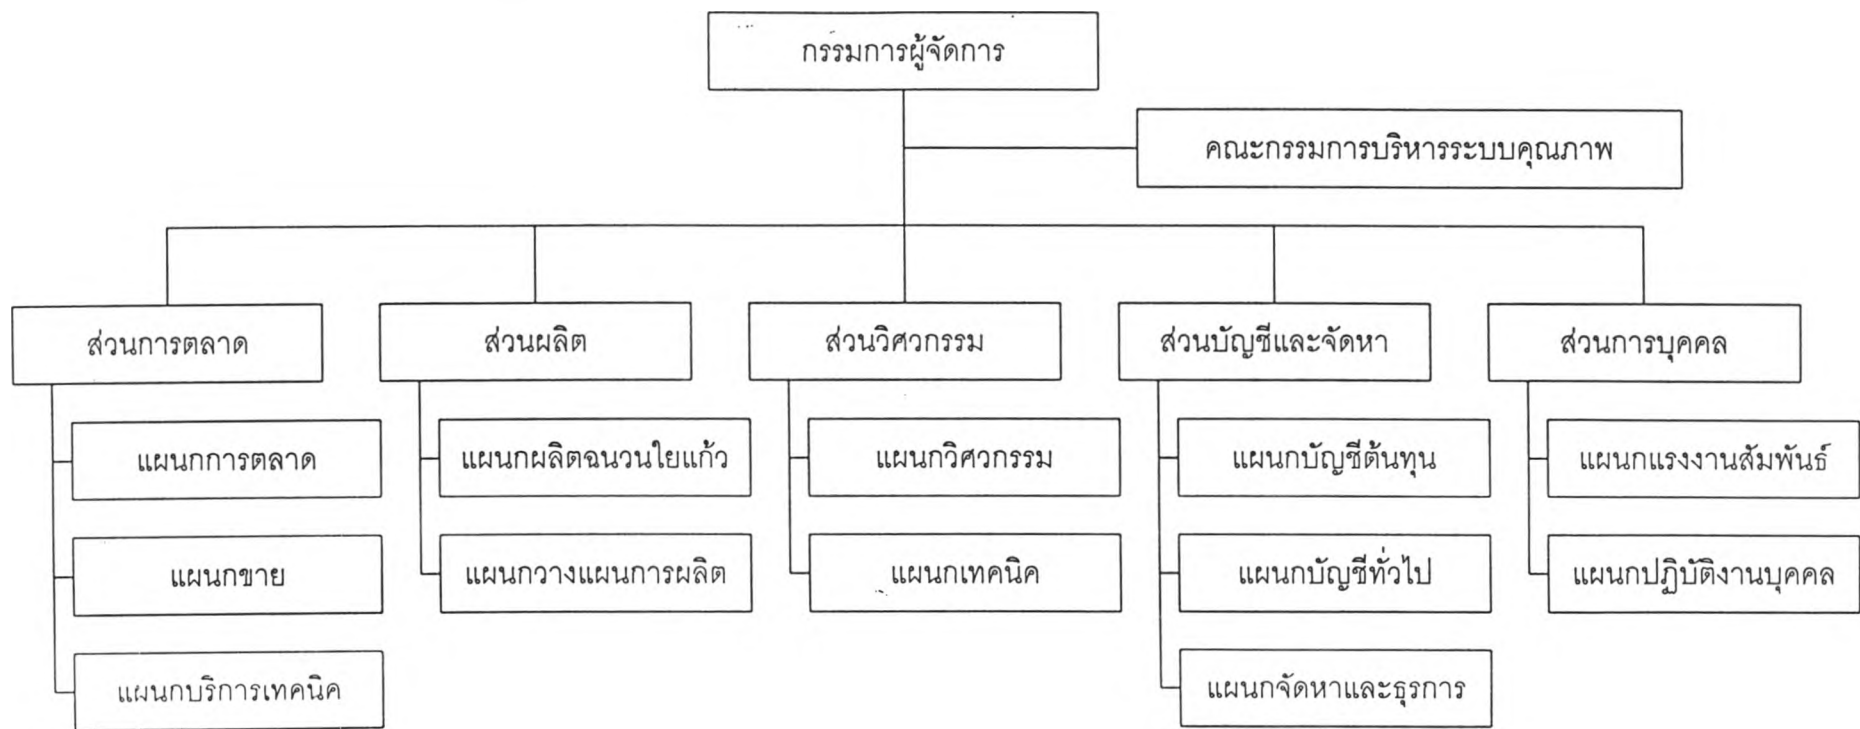 กรรมการผู้จัดการ
คณะกรรมการบริหารระบบคุณภาพ
ส่วนการตลาด
ส่วนผลิต
ส่วนวิศวกรรม
ส่วนบัญชีและจัดหา
ส่วนการบุคคล
แผนกการตลาด
แผนกผลิตฉนวนใยแก้ว
แผนกวิศวกรรม
แผนกบัญชีต้นทุน
แผนกแรงงานสัมพันธ์
แผนกขาย
แผนกวางแผนการผลิต
แผนกเทคนิค
แผนกบัญชีทั่วไป
แผนกปฏิบัติงานบุคคล
แผนกบริการเทคนิค
แผนกจัดหาและธุรการ